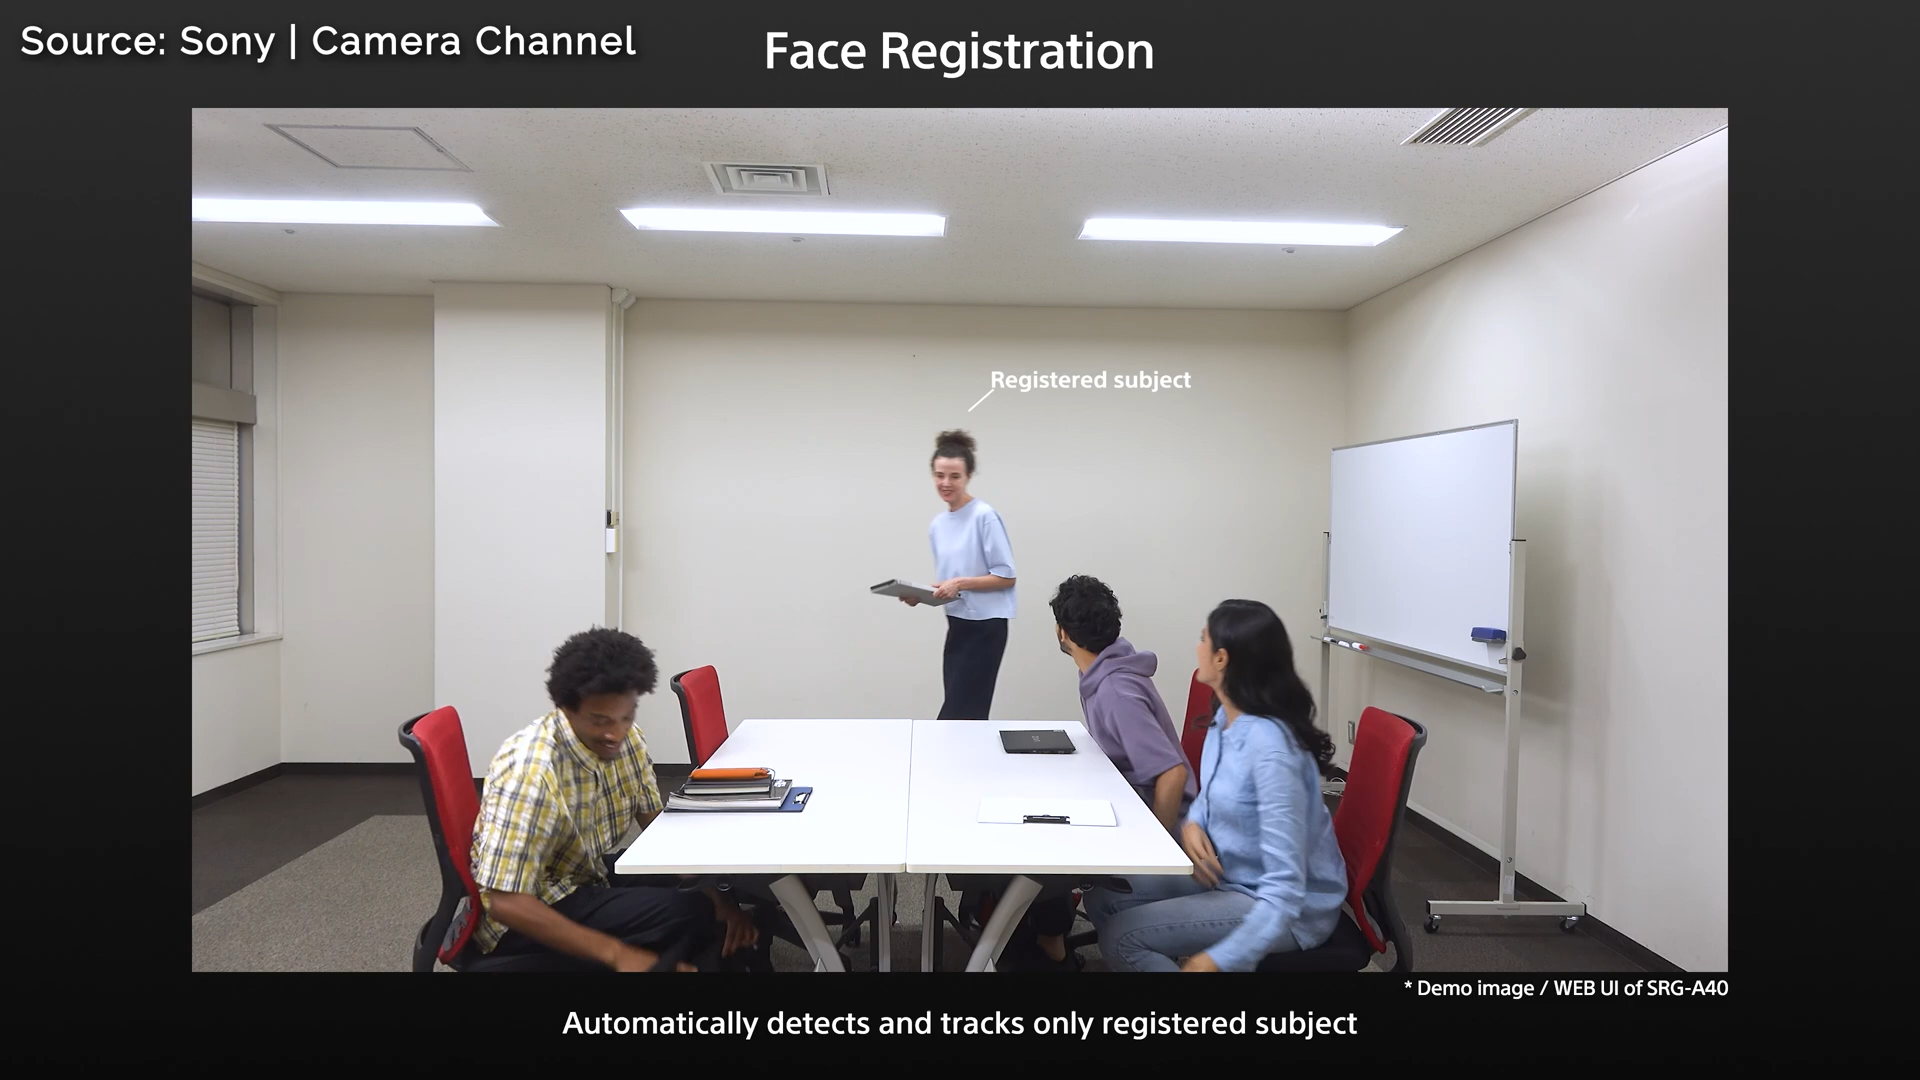 Source: Sony | Camera Channel
Face Registration
Registered subject
* Demo image / WEB UI of SRG-A40
Automatically detects and tracks only registered subject